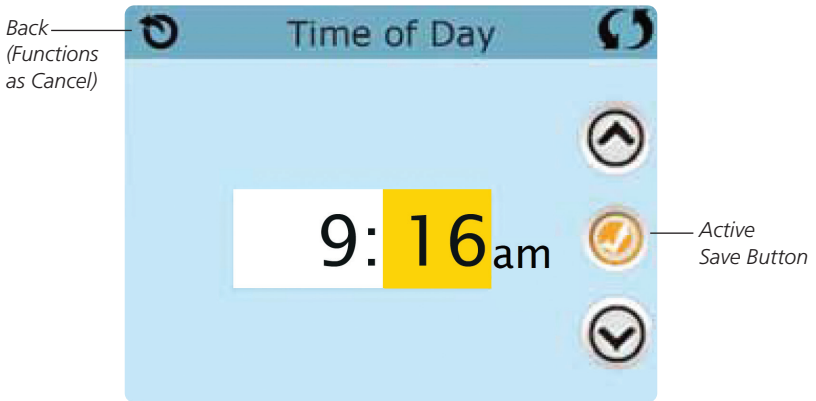 Back
(Functions
as Cancel)
Time of Day
9:16am
Active
Save Button